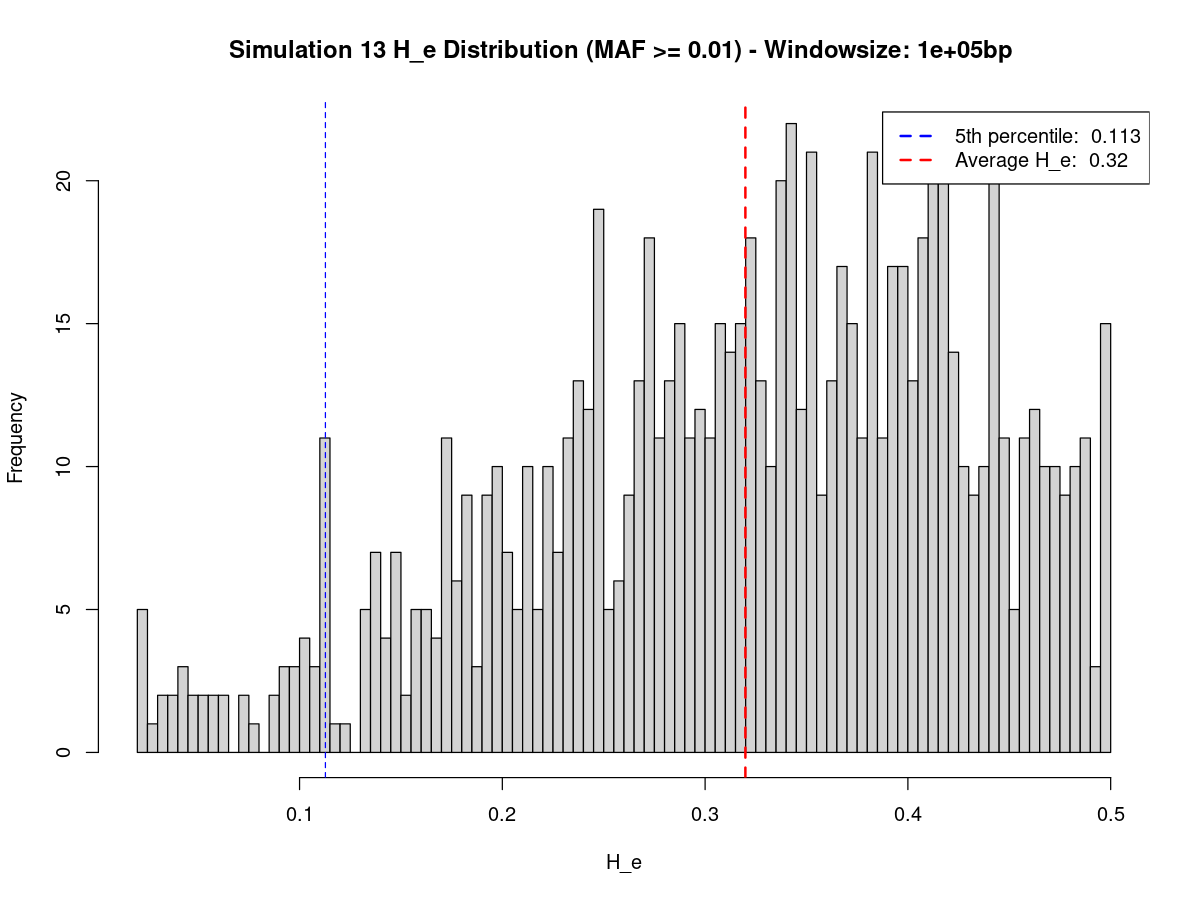 Simulation 13 H_e Distribution (MAF >= 0.01) - Windowsize: 1e+05bp
5th percentile:  0.113
Average H_e:  0.32
Frequency
20
15
10
5
0
0.1 0.2 0.3 0.4 0.5
H_e